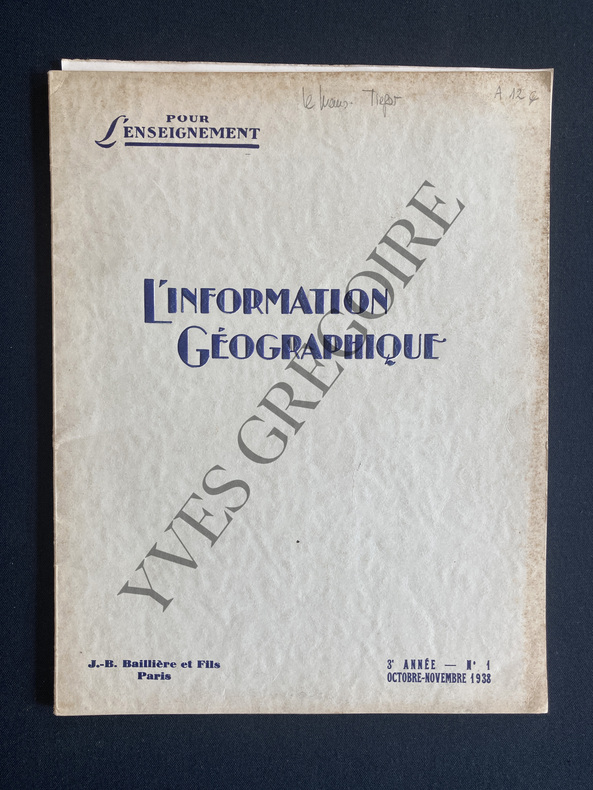 A 12
POUR
L'ENSEIGNEMENT
L'INFORMATION
GÉOGRAPHIQUE
YVES GREGOIRE
J.-B. Baillière et Fils
Paris
3e ANNÉE — N° 1
OCTOBRE-NOVEMBRE 1938